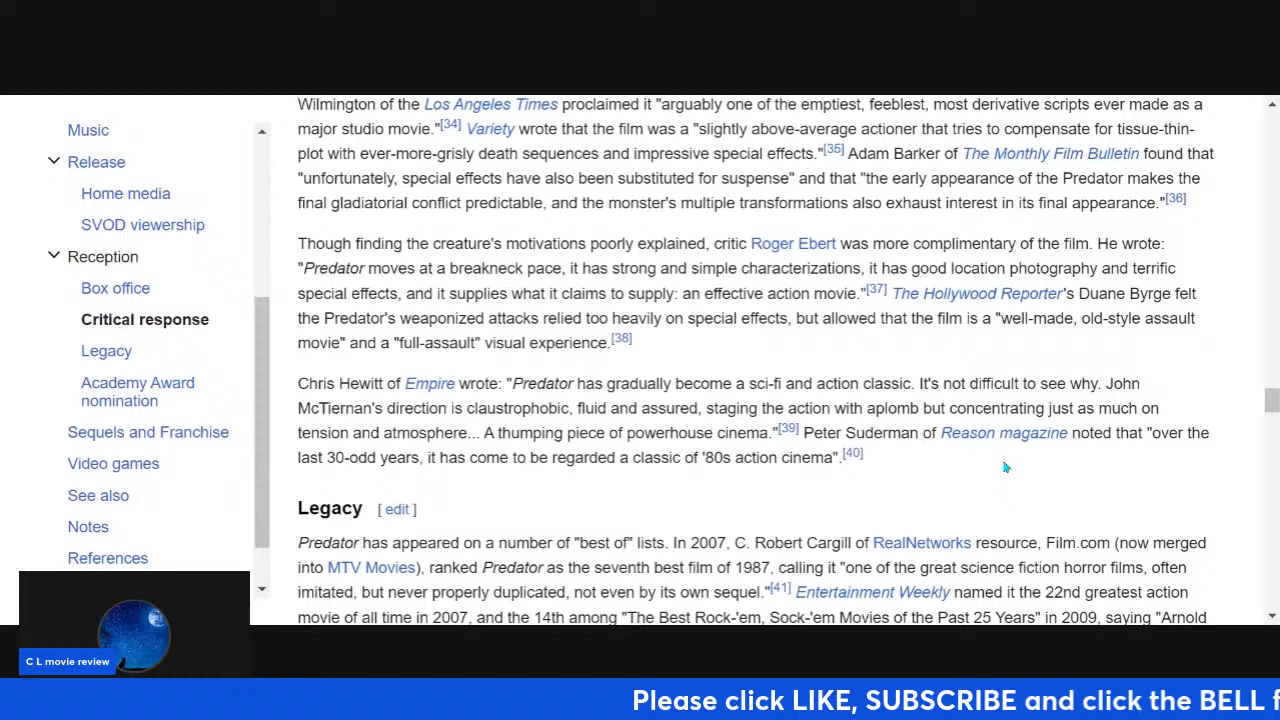 Music
Release
Home media
SVOD viewership
Reception
Box office
Critical response
Legacy
Academy Award
nomination
Sequels and Franchise
Video games
See also
Notes
References
Wilmington of the Los Angeles Times proclaimed it "arguably one of the emptiest, feeblest, most derivative scripts ever made as a
major studio movie."[34] Variety wrote that the film was a "slightly above-average actioner that tries to compensate for tissue-thin-
plot with ever-more-grisly death sequences and impressive special effects."[35] Adam Barker of The Monthly Film Bulletin found that
"unfortunately, special effects have also been substituted for suspense" and that "the early appearance of the Predator makes the
final gladiatorial conflict predictable, and the monster's multiple transformations also exhaust interest in its final appearance."[36]
Though finding the creature's motivations poorly explained, critic Roger Ebert was more complimentary of the film. He wrote:
"Predator moves at a breakneck pace, it has strong and simple characterizations, it has good location photography and terrific
special effects, and it supplies what it claims to supply: an effective action movie."[37] The Hollywood Reporter's Duane Byrge felt
the Predator's weaponized attacks relied too heavily on special effects, but allowed that the film is a "well-made, old-style assault
movie" and a "full-assault" visual experience.[38]
Chris Hewitt of Empire wrote: "Predator has gradually become a sci-fi and action classic. It's not difficult to see why. John
McTiernan's direction is claustrophobic, fluid and assured, staging the action with aplomb but concentrating just as much on
tension and atmosphere... A thumping piece of powerhouse cinema."[39] Peter Suderman of Reason magazine noted that "over the
last 30-odd years, it has come to be regarded a classic of '80s action cinema".[40]
Legacy [ edit ]
Predator has appeared on a number of "best of" lists. In 2007, C. Robert Cargill of RealNetworks resource, Film.com (now merged
into MTV Movies), ranked Predator as the seventh best film of 1987, calling it "one of the great science fiction horror films, often
imitated, but never properly duplicated, not even by its own sequel."[41] Entertainment Weekly named it the 22nd greatest action
movie of all time in 2007, and the 14th among "The Best Rock-'em, Sock-'em Movies of the Past 25 Years" in 2009, saying "Arnold
C L movie review
Please click LIKE, SUBSCRIBE and click the BELL f